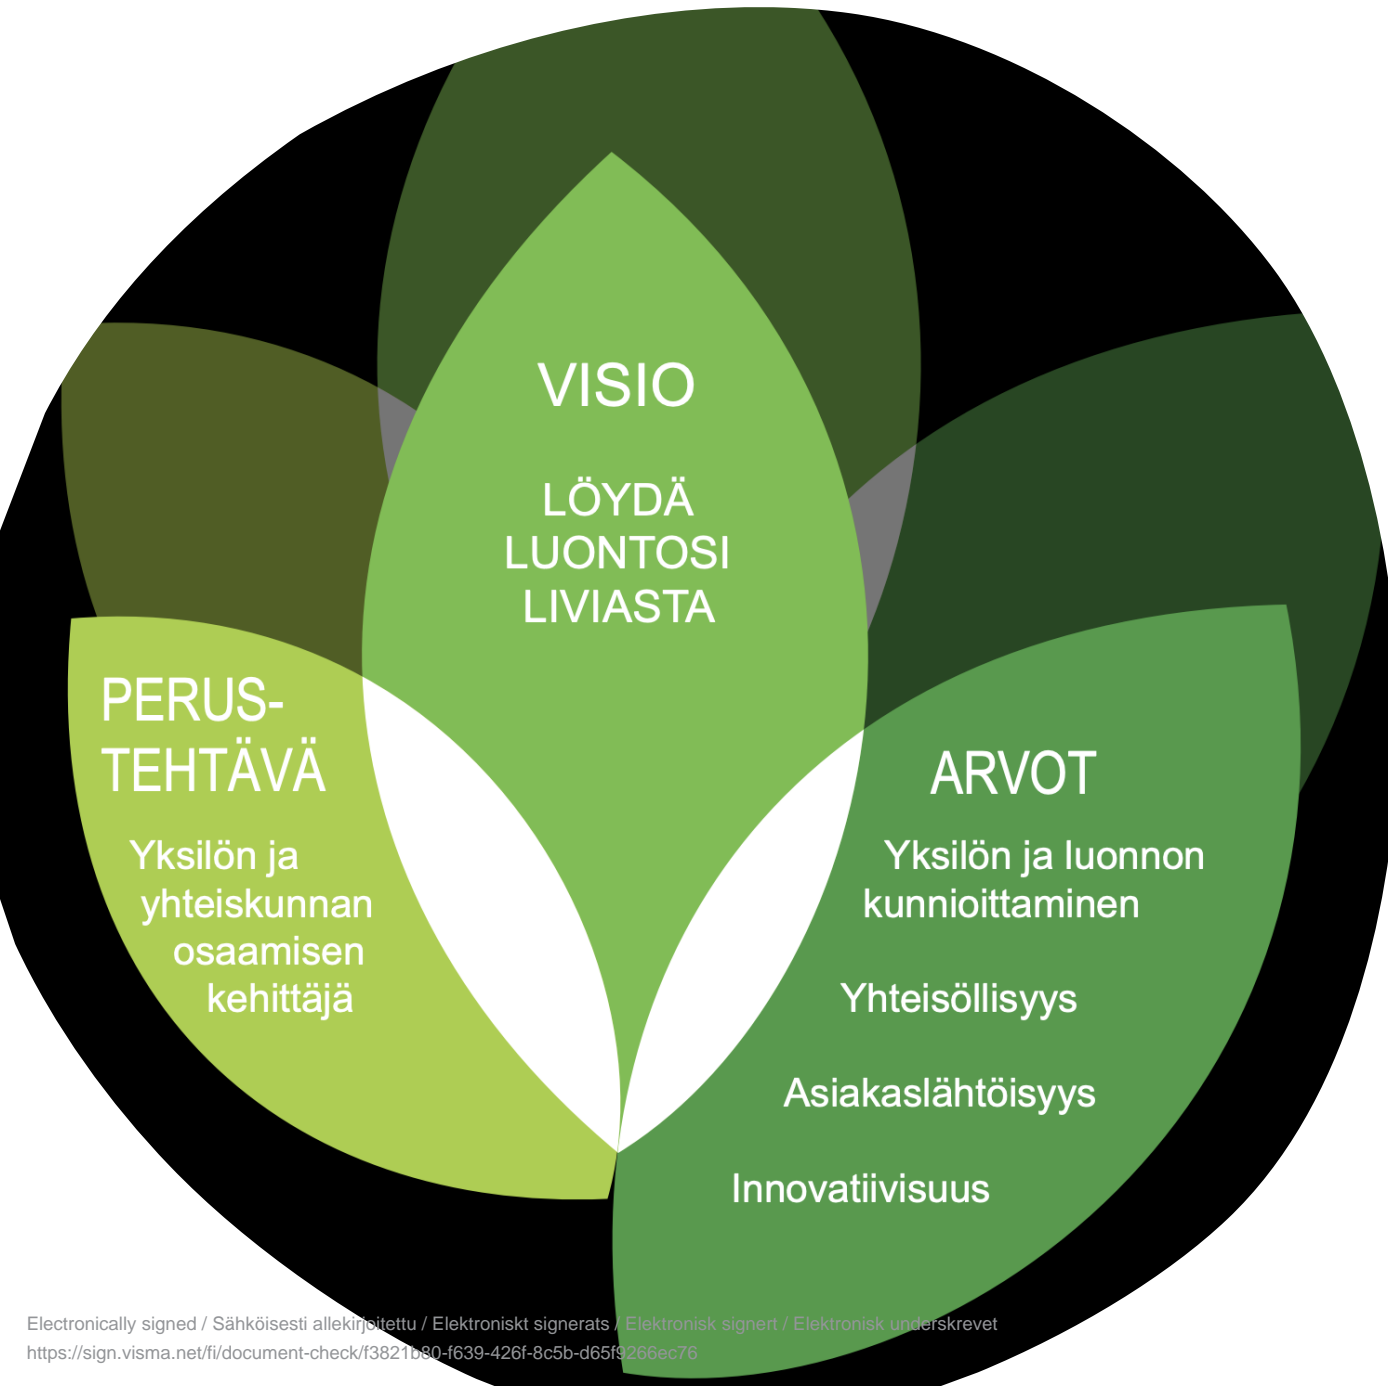 VISIO
LÖYDÄ
LUONTOSI
LIVIASTA
PERUS-
TEHTÄVÄ
Yksilön ja
yhteiskunnan
osaamisen
kehittäjä
ARVOT
Yksilön ja luonnon
kunnioittaminen
Yhteisöllisyys
Asiakaslähtöisyys
Innovatiivisuus
Electronically signed / Sähköisesti allekirjoitettu / Elektroniskt signerats / Elektronisk signert / Elektronisk underskrevet
https://sign.visma.net/fi/document-check/f3821b80-f639-426f-8c5b-d65f9266ec76